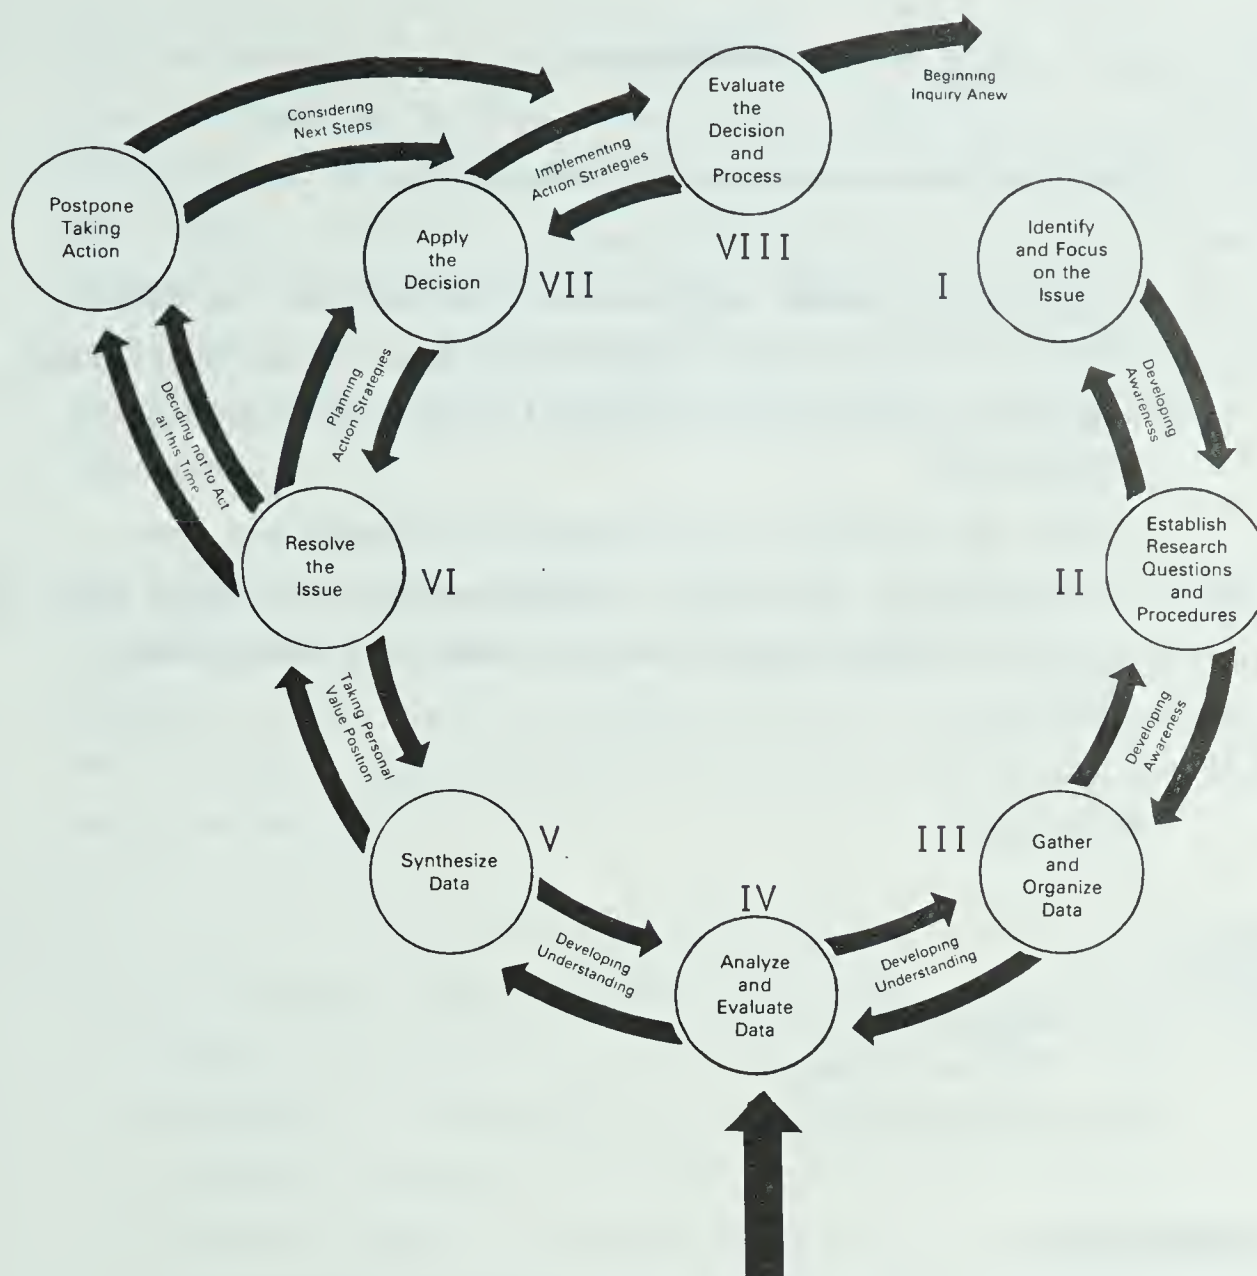 Identify
and Focus
on the
Issue
I
Developing
Awareness
Establish
Research
Questions
and
Procedures
II
Developing
Awareness
Gather
and
Organize
Data
III
Developing
Understanding
Analyze
and
Evaluate
Data
IV
Developing
Understanding
Synthesize
Data
V
Taking Personal
Value Position
Resolve
the
Issue
VI
Deciding not to Act
at this Time
Postpone
Taking
Action
Considering
Next Steps
Planning
Action Strategies
Apply
the
Decision
VII
Implementing
Action Strategies
Evaluate
the
Decision
and
Process
VIII
Beginning
Inquiry Anew